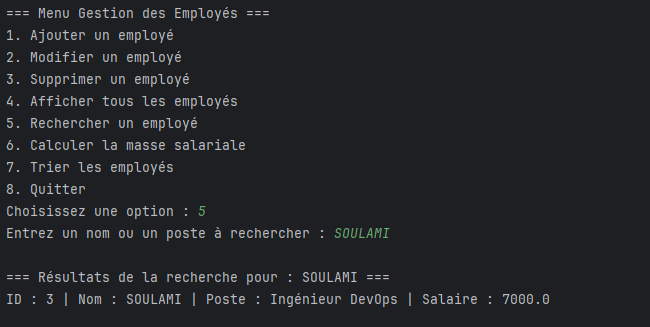 === Menu Gestion des Employés ===
1. Ajouter un employé
2. Modifier un employé
3. Supprimer un employé
4. Afficher tous les employés
5. Rechercher un employé
6. Calculer la masse salariale
7. Trier les employés
8. Quitter
Choisissez une option : 5
Entrez un nom ou un poste à rechercher : SOULAMI
=== Résultats de la recherche pour : SOULAMI ===
ID : 3 | Nom : SOULAMI | Poste : Ingénieur DevOps | Salaire : 7000.0